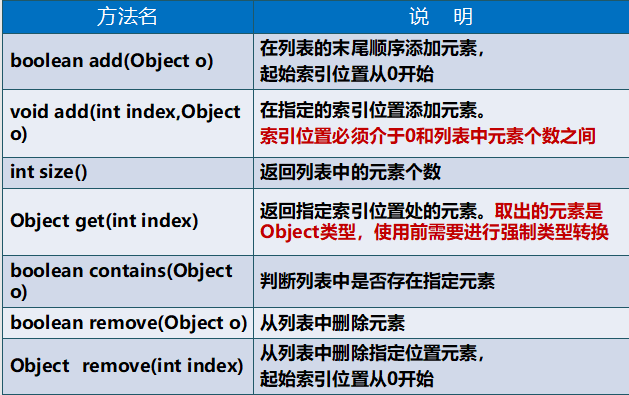 方法名 说 明
boolean add(Object o)
在列表的末尾顺序添加元素，
起始索引位置从0开始
void add(int index,Object
o)
在指定的索引位置添加元素。
索引位置必须介于0和列表中元素个数之间
int size()
返回列表中的元素个数
Object get(int index)
返回指定索引位置处的元素。取出的元素是
Object类型，使用前需要进行强制类型转换
boolean contains(Object
o)
判断列表中是否存在指定元素
boolean remove(Object o)
从列表中删除元素
Object remove(int index)
从列表中删除指定位置元素，
起始索引位置从0开始